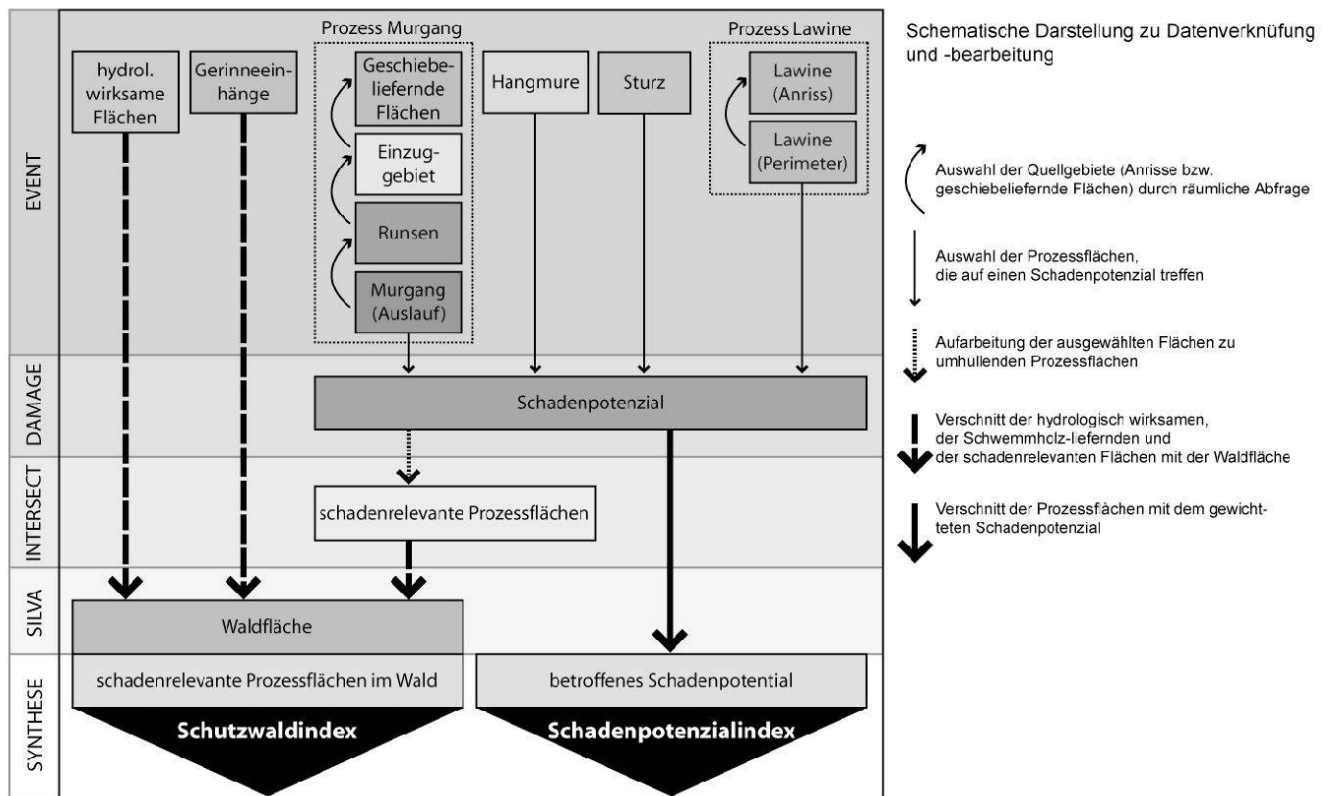 EVENT
Prozess Murgang
Prozess Lawine
hydrol.
wirksame
Flächen
Gerinneein-
hänge
Geschiebe-
liefernde
Flächen
Einzug-
gebiet
Runsen
Murgang
(Auslauf)
Hangmure
Sturz
Lawine
(Anriss)
Lawine
(Perimeter)
DAMAGE
Schadenpotenzial
INTERSECT
schadenrelevante Prozessflächen
SILVA
Waldfläche
SYNTHESE
schadenrelevante Prozessflächen im Wald
betroffenes Schadenpotential
Schutzwaldindex
Schadenpotenzialindex
Schematische Darstellung zu Datenverknüfung
und -bearbeitung
Auswahl der Quellgebiete (Anrisse bzw.
geschiebeliefernde Flächen) durch räumliche Abfrage
Auswahl der Prozessflächen,
die auf einen Schadenpotenzial treffen
Aufarbeitung der ausgewählten Flächen zu
umhullenden Prozessflächen
Verschnitt der hydrologisch wirksamen,
der Schwemmholz-liefernden und
der schadenrelevanten Flächen mit der Waldfläche
Verschnitt der Prozessflächen mit dem gewicht-
teten Schadenpotenzial